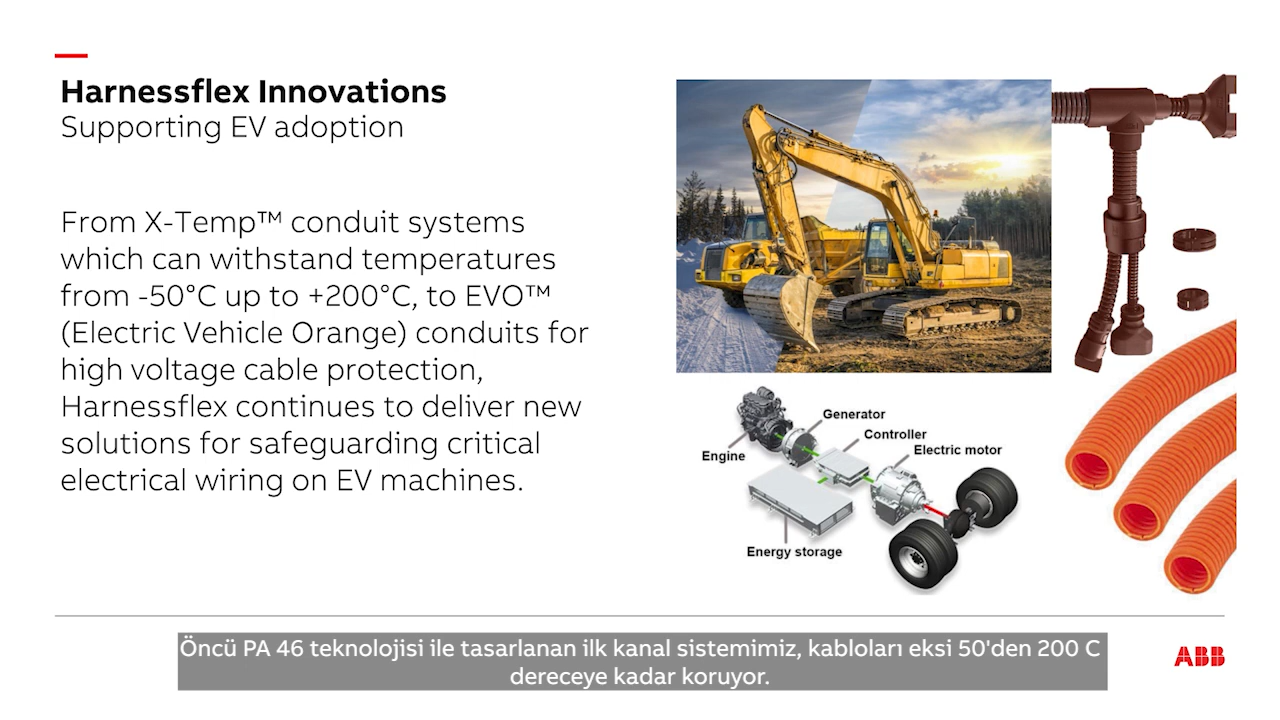 Harnessflex Innovations
Supporting EV adoption
From X-Temp™ conduit systems
which can withstand temperatures
from -50°C up to +200°C, to EVO™
(Electric Vehicle Orange) conduits for
high voltage cable protection,
Harnessflex continues to deliver new
solutions for safeguarding critical
electrical wiring on EV machines.
Generator
Controller
Electric motor
Engine
Energy storage
Öncü PA 46 teknolojisi ile tasarlanan ilk kanal sistemimiz, kabloları eksi 50'den 200 C
dereceye kadar koruyor.
ABB